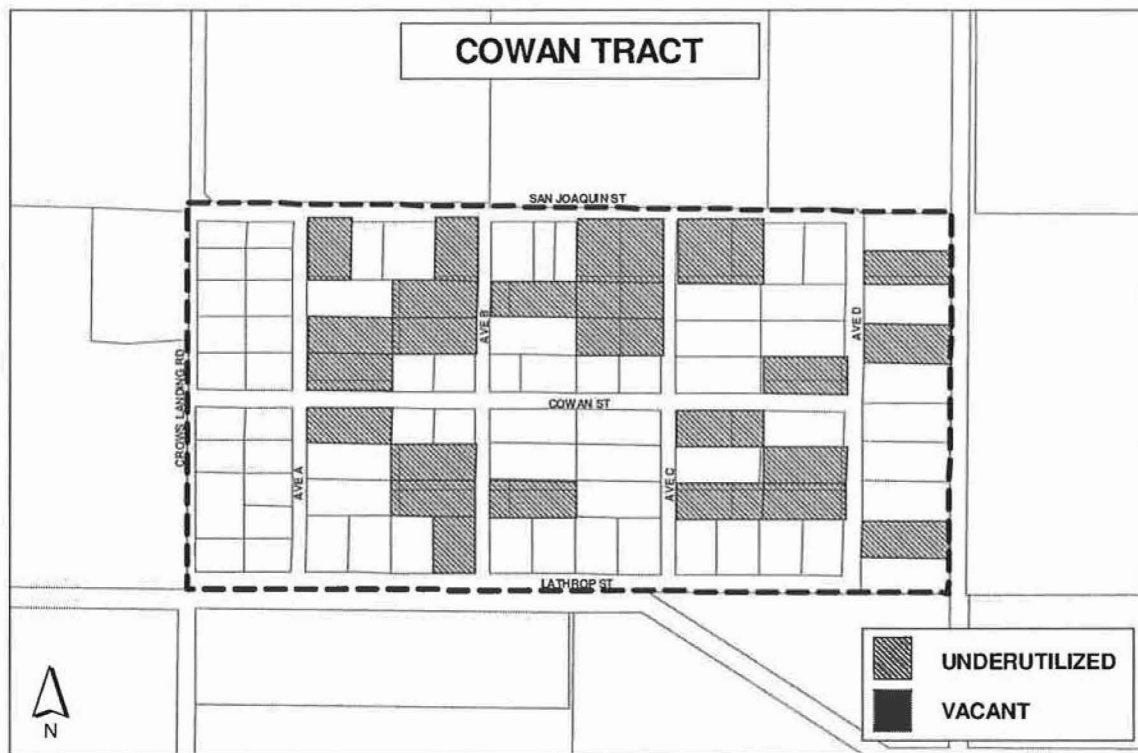 COWAN TRACT
SAN JOAQUIN ST
CROWS LANDING RD
AVE A
AVE B
AVE C
AVE D
COWAN ST
LATHROP ST
N
UNDERUTILIZED
VACANT